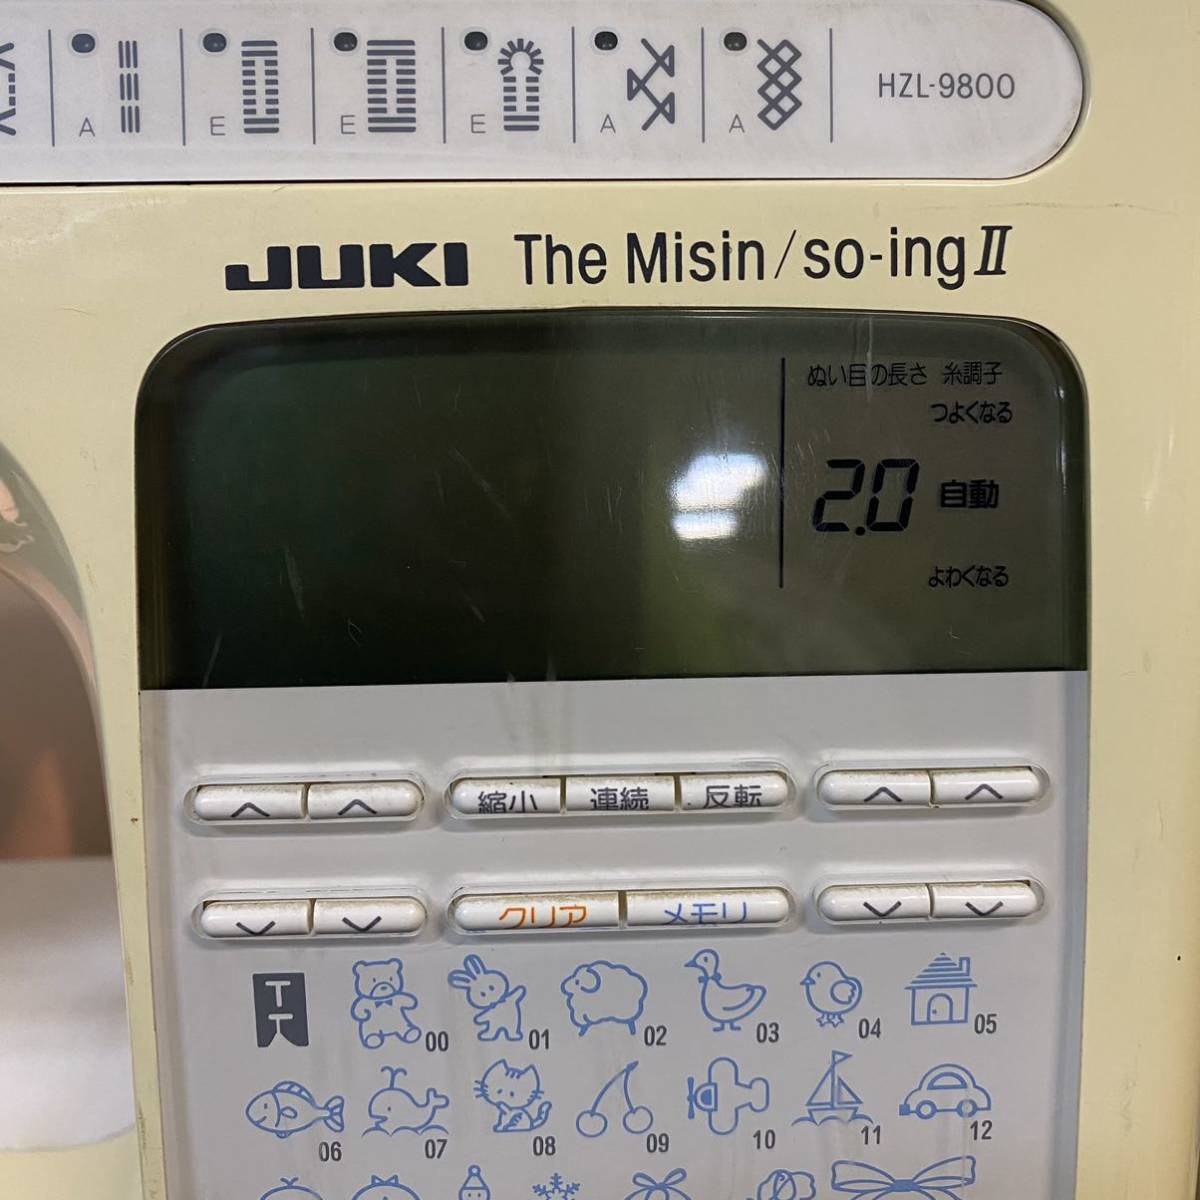 A E E E A A HZL-9800
JUKI The Misin/so-ingⅡ
ぬい目の長さ 糸調子
つよくなる
2.0 自動
よわくなる
縮小 連続 反転
クリア メモリ
00 01 02 03 04 05
06 07 08 09 10 11 12